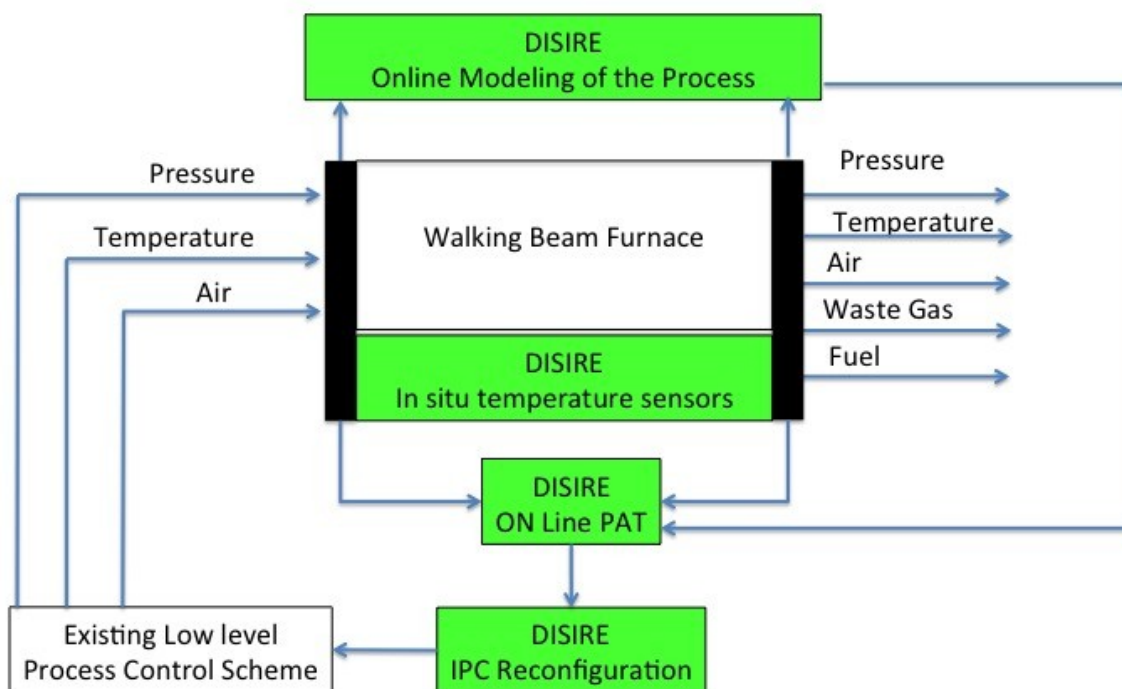 DISIRE
Online Modeling of the Process
Pressure
Temperature
Air
Walking Beam Furnace
Pressure
Temperature
Air
Waste Gas
Fuel
DISIRE
In situ temperature sensors
DISIRE
ON Line PAT
Existing Low level
Process Control Scheme
DISIRE
IPC Reconfiguration